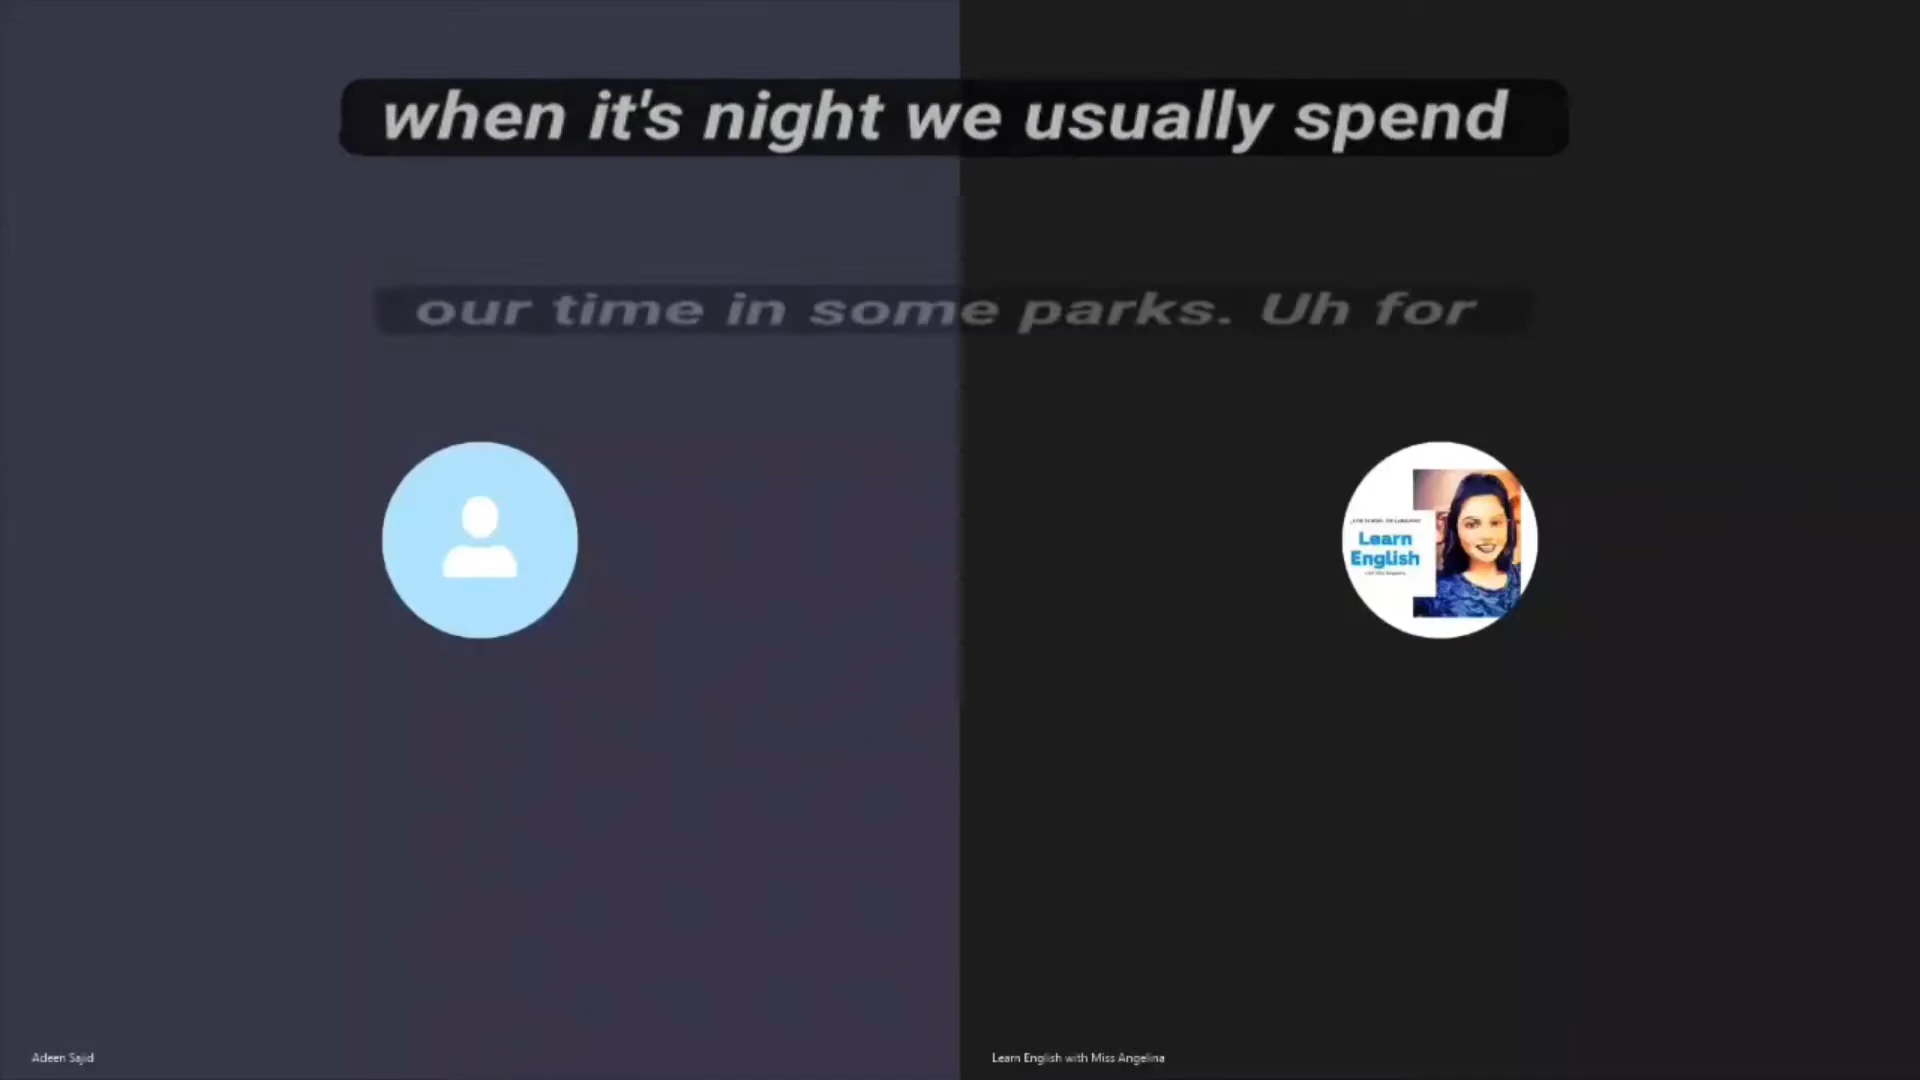 when it's night we usually spend
our time in some parks. Uh for
Learn
English
Adeen Sajid
Learn English with Miss Angelina